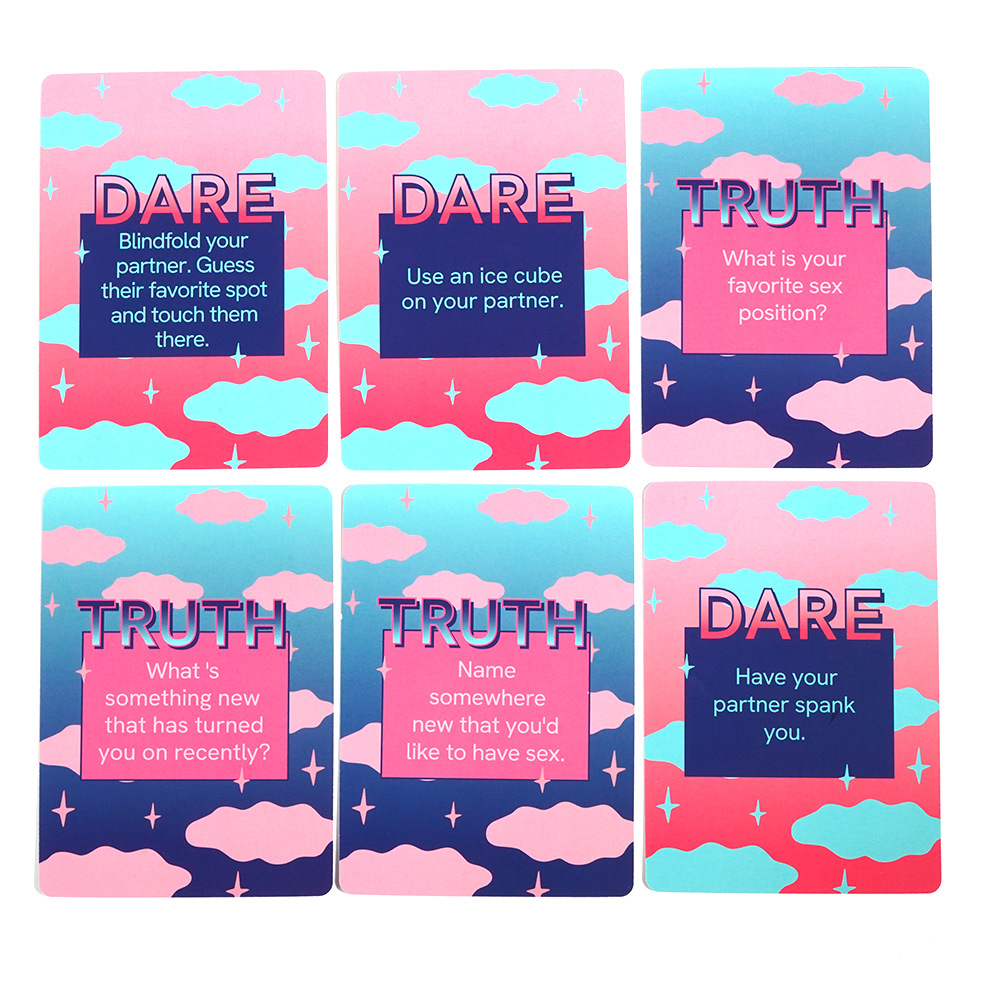 DARE
Blindfold your
partner. Guess
their favorite spot
and touch them
there.
DARE
Use an ice cube
on your partner.
TRUTH
What is your
favorite sex
position?
TRUTH
What 's
something new
that has turned
you on recently?
TRUTH
Name
somewhere
new that you'd
like to have sex.
DARE
Have your
partner spank
you.